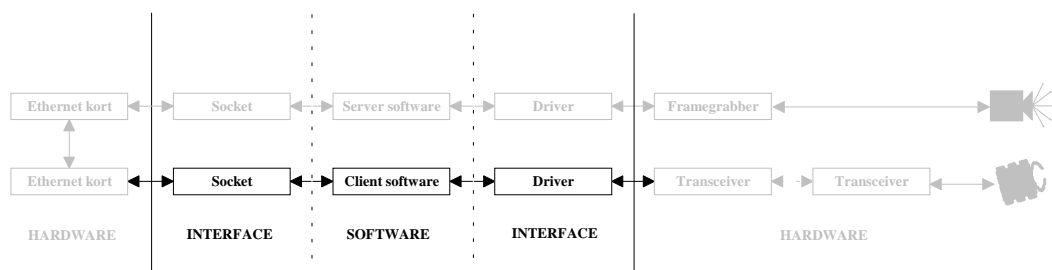 Ethernet kort Socket Server software Driver Framegrabber
Ethernet kort Socket Client software Driver Transceiver Transceiver
HARDWARE INTERFACE SOFTWARE INTERFACE HARDWARE